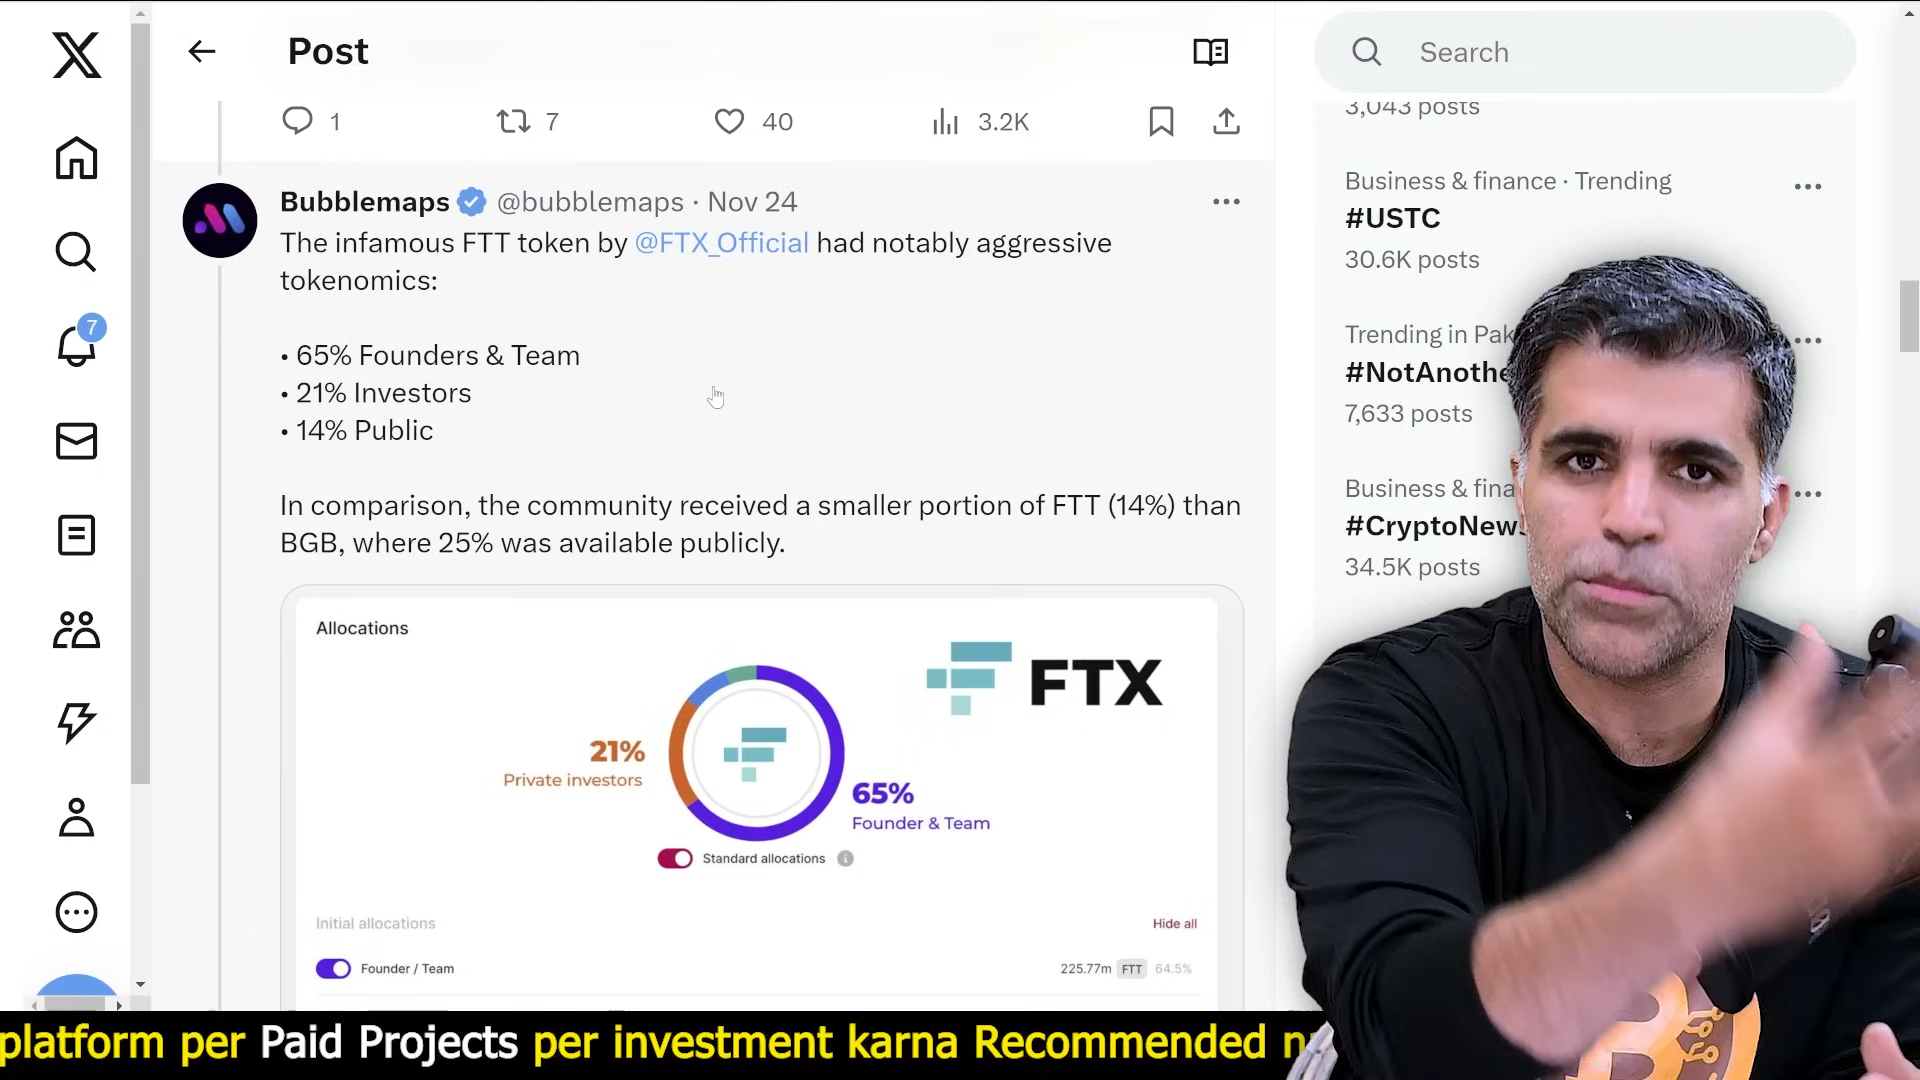 Post
Search
1
7
40
3.2K
3,043 posts
Bubblemaps @bubblemaps · Nov 24
The infamous FTT token by @FTX_Official had notably aggressive
tokenomics:
• 65% Founders & Team
• 21% Investors
• 14% Public
In comparison, the community received a smaller portion of FTT (14%) than
BGB, where 25% was available publicly.
Allocations
FTX
21%
Private investors
65%
Founder & Team
Standard allocations
Initial allocations
Hide all
Founder / Team
225.77m FTT 64.5%
7
Business & finance · Trending
#USTC
30.6K posts
Trending in Pak
#NotAnothe
7,633 posts
Business & fina
#CryptoNews
34.5K posts
platform per Paid Projects per investment karna Recommended